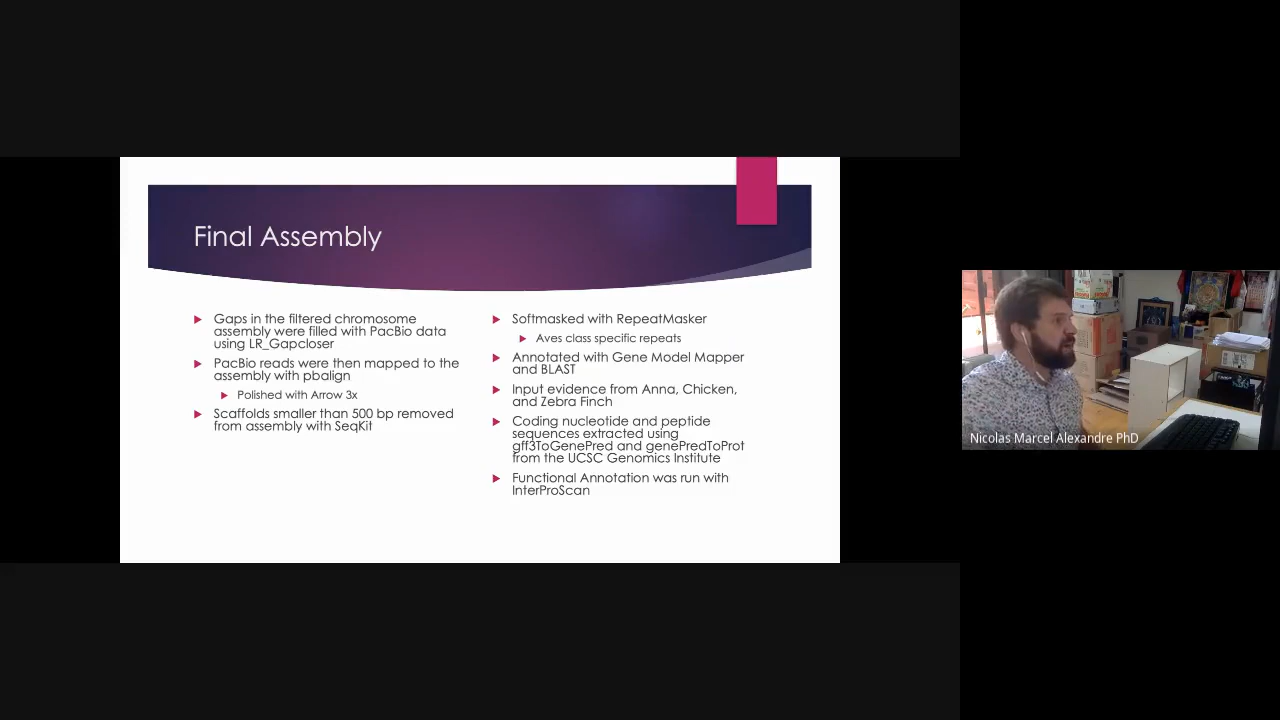 Final Assembly
Gaps in the filtered chromosome
assembly were filled with PacBio data
using LR_Gapcloser
PacBio reads were then mapped to the
assembly with pbalign
Polished with Arrow 3x
Scaffolds smaller than 500 bp removed
from assembly with SeqKit
Softmasked with RepeatMasker
Aves class specific repeats
Annotated with Gene Model Mapper
and BLAST
Input evidence from Anna, Chicken,
and Zebra Finch
Coding nucleotide and peptide
sequences extracted using
gff3ToGenePred and genePredToProt
from the UCSC Genomics Institute
Functional Annotation was run with
InterProScan
Nicolas Marcel Alexandre PhD